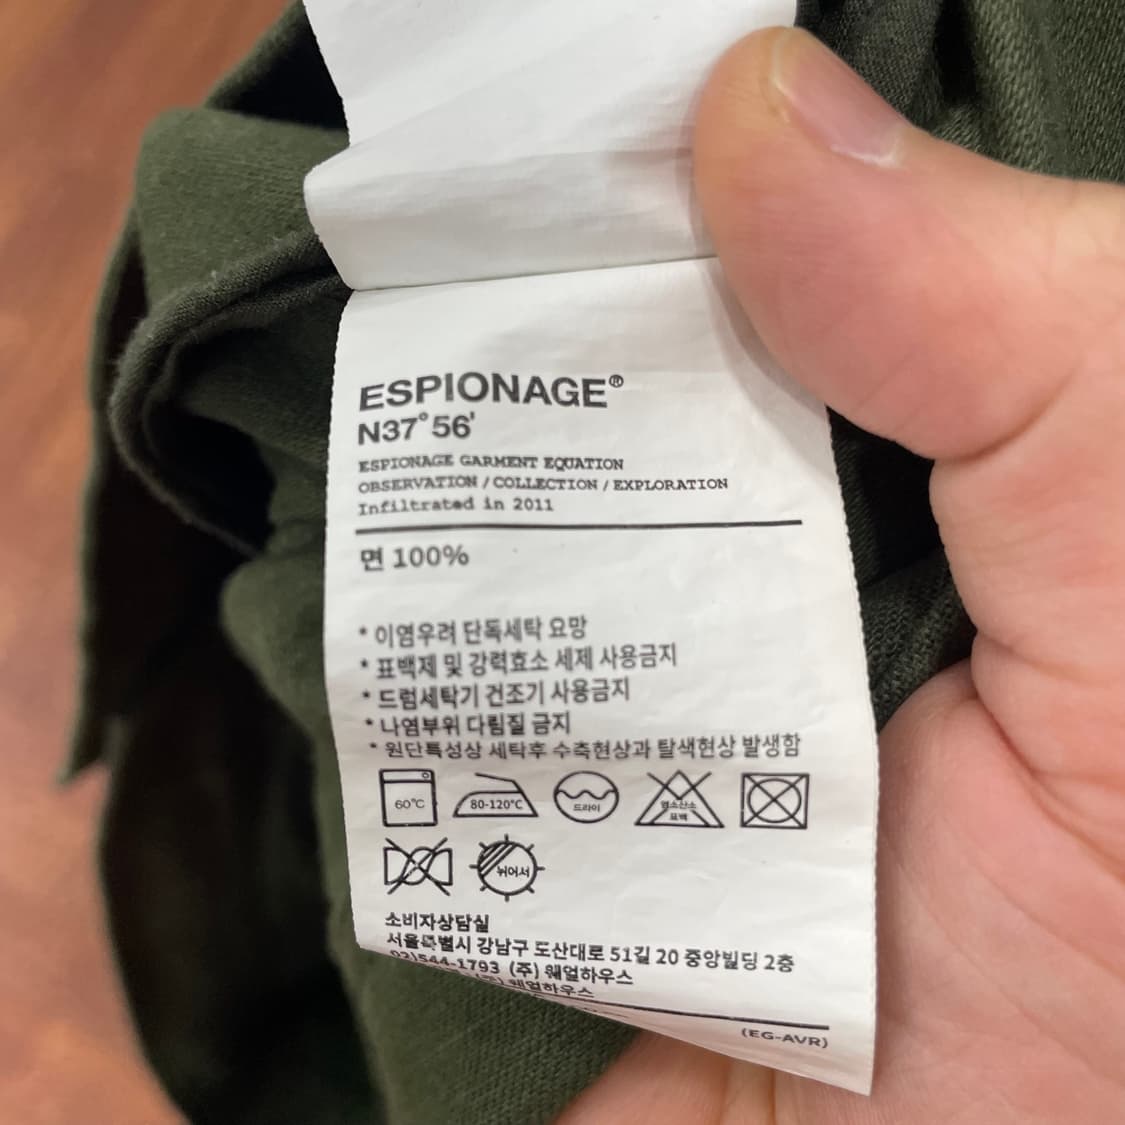 ESPIONAGE®
N37°56'
ESPIONAGE GARMENT EQUATION
OBSERVATION / COLLECTION / EXPLORATION
Infiltrated in 2011
면 100%
* 이염우려 단독세탁 요망
* 표백제 및 강력효소 세제 사용금지
* 드럼세탁기 건조기 사용금지
* 나염부위 다림질 금지
* 원단특성상 세탁후 수축현상과 탈색현상 발생함
60℃ 80-120℃ 드라이 염소산소
표백
뉘어서
소비자상담실
서울특별시 강남구 도산대로 51길 20 중앙빌딩 2층
02)544-1793 (주) 웨얼하우스
(주) 웨얼하우스
(EG-AVR)